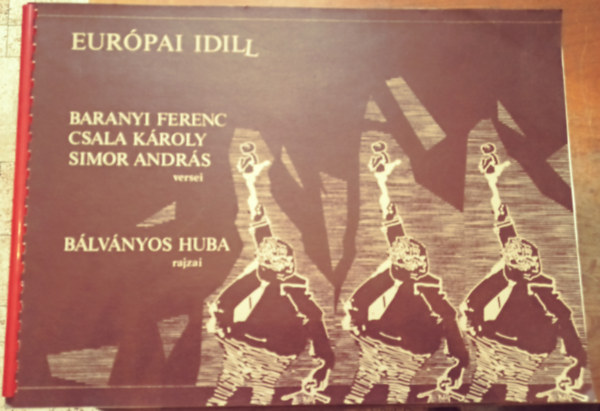 EURÓPAI IDILL
BARANYI FERENC
CSALA KÁROLY
SIMOR ANDRÁS
versei
BÁLVÁNYOS HUBA
rajzai